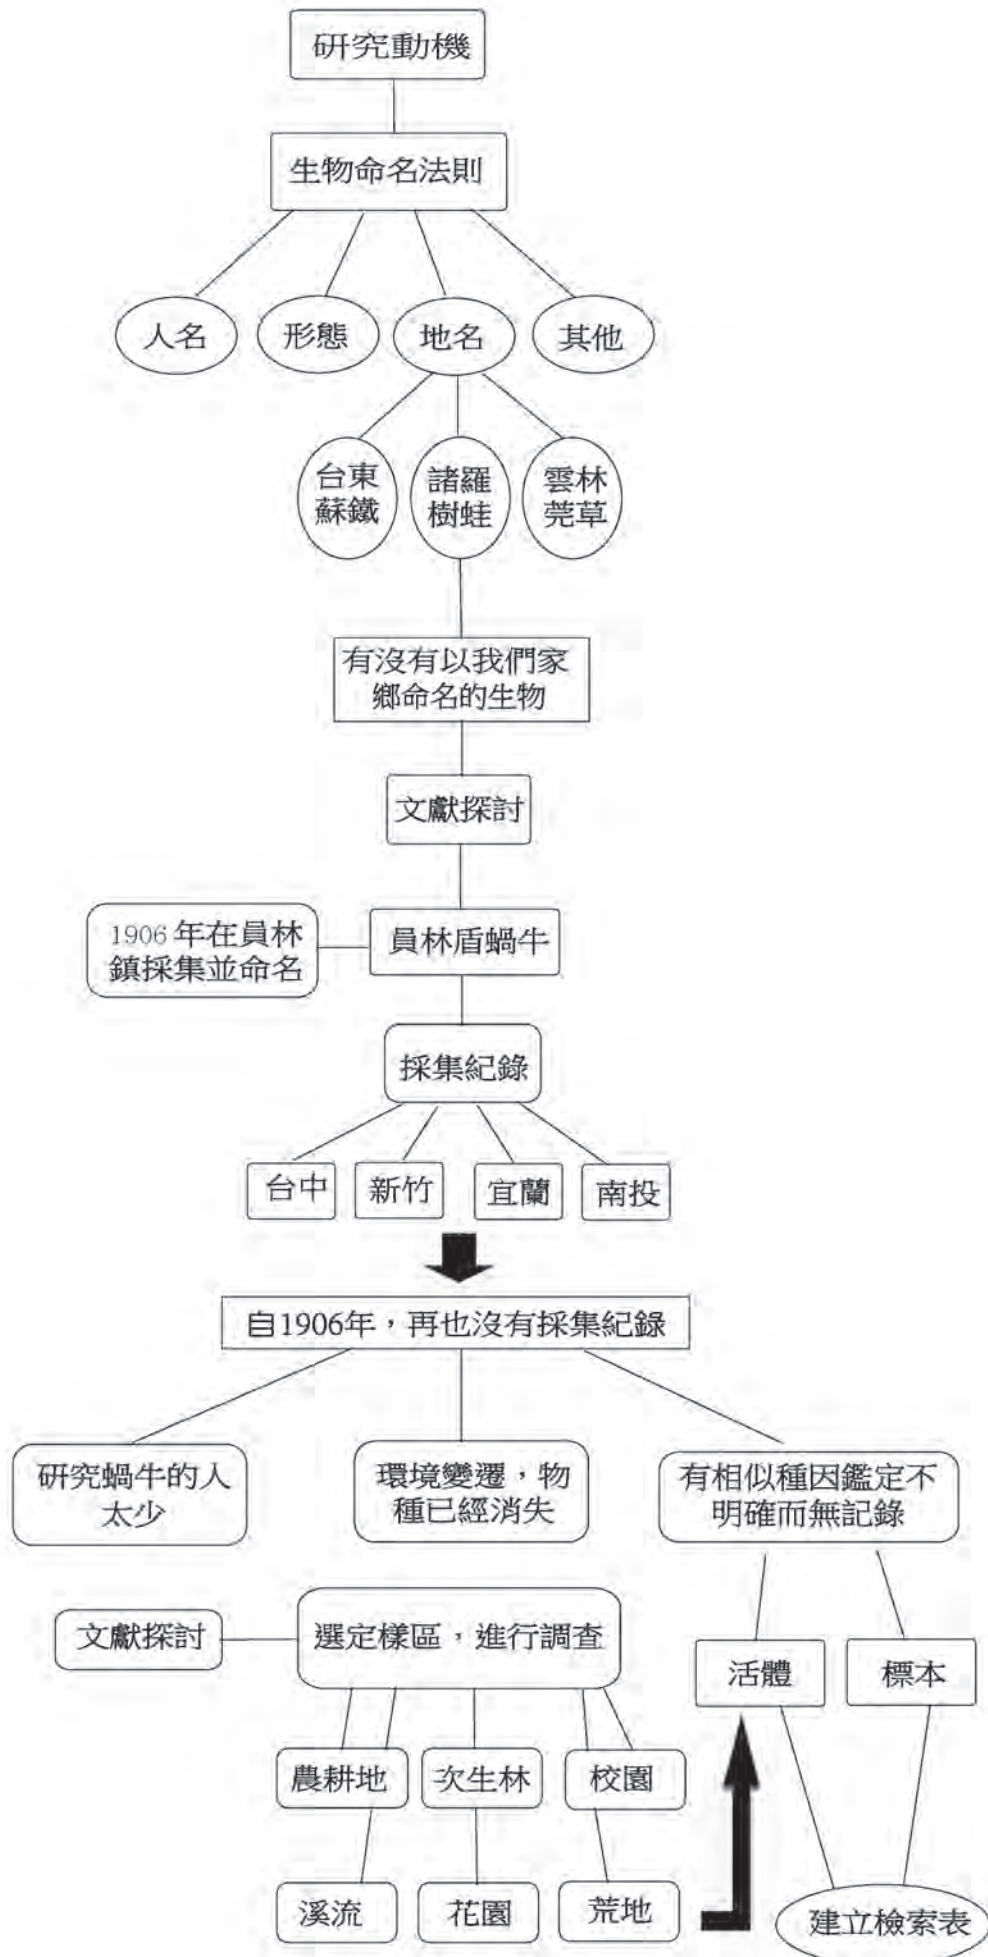 研究動機
生物命名法則
人名
形態
地名
其他
台東
蘇鐵
諸羅
樹蛙
雲林
莞草
有沒有以我們家
鄉命名的生物
文獻探討
1906 年在員林
鎮採集並命名
員林盾蝸牛
採集紀錄
台中
新竹
宜蘭
南投
自1906年，再也沒有採集紀錄
研究蝸牛的人
太少
環境變遷，物
種已經消失
有相似種因鑑定不
明確而無記錄
文獻探討
選定樣區，進行調查
活體
標本
農耕地
次生林
校園
溪流
花園
荒地
建立檢索表